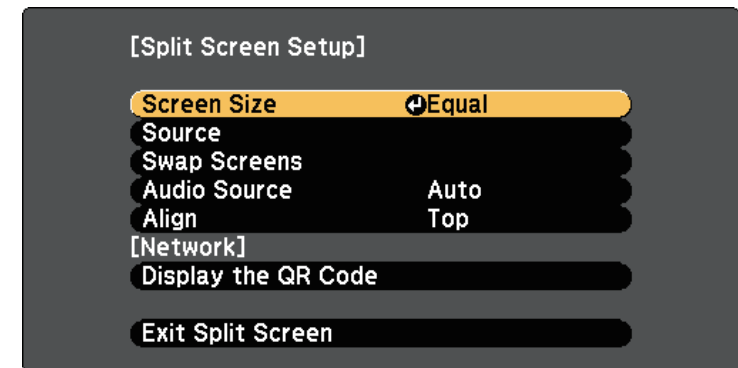 [Split Screen Setup]
Screen Size Equal
Source
Swap Screens
Audio Source Auto
Align Top
[Network]
Display the QR Code
Exit Split Screen